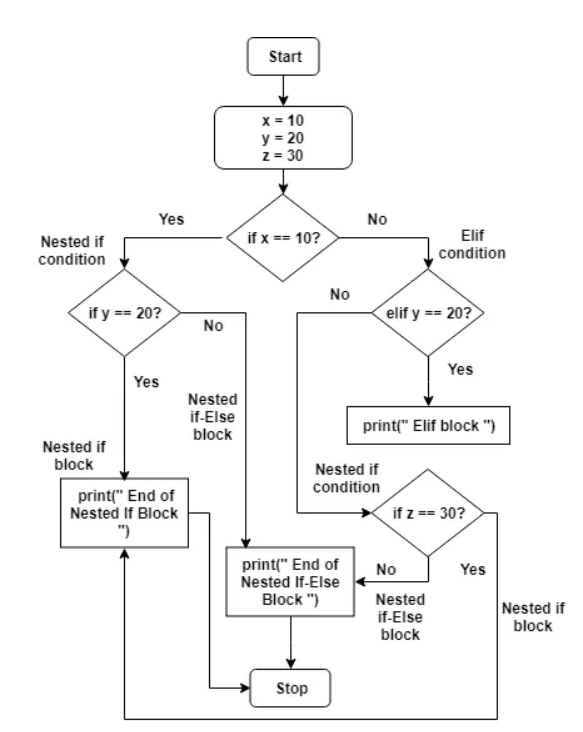 Start
x = 10
y = 20
z = 30
Yes
No
if x == 10?
Nested if
condition
Elif
condition
if y == 20?
No
No
elif y == 20?
Yes
Yes
Nested
if-Else
block
print(" Elif block ")
Nested if
block
Nested if
condition
print(" End of
Nested If Block
")
if z == 30?
print(" End of
Nested If-Else
Block ")
No
Yes
Nested
if-Else
block
Nested if
block
Stop